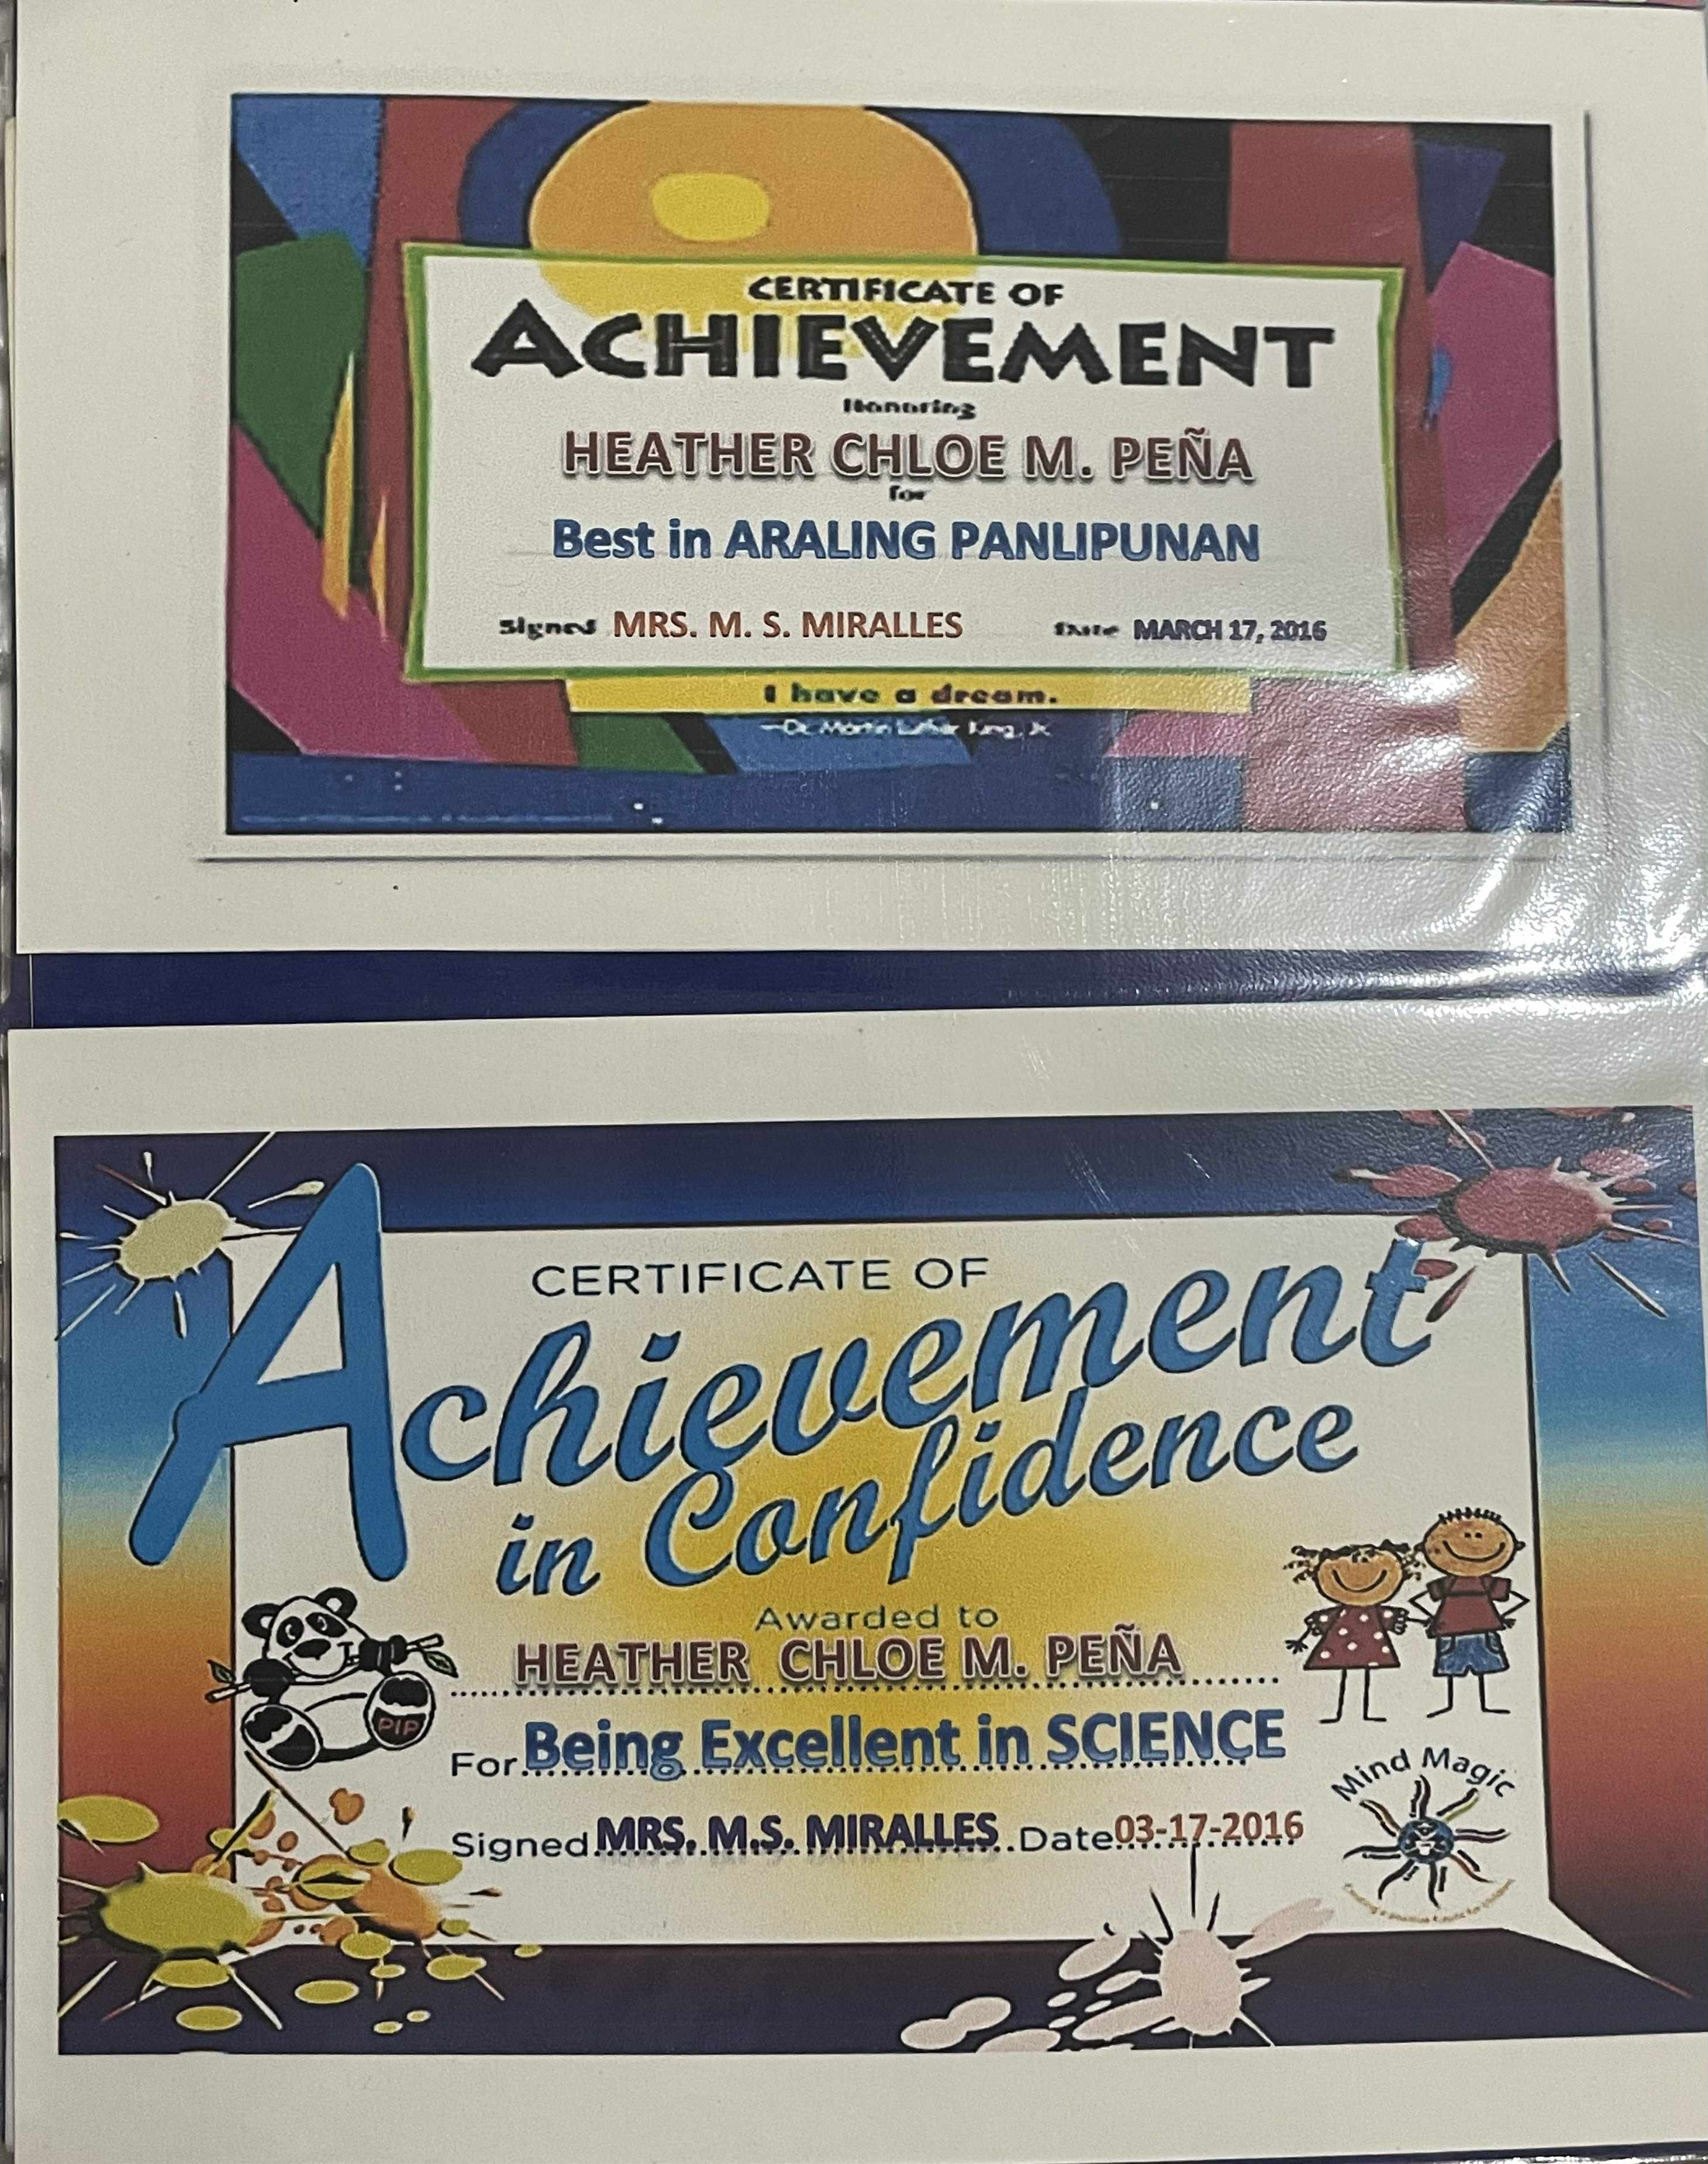 CERTIFICATE OF
ACHIEVEMENT
Honoring
HEATHER CHLOE M. PEÑA
for
Best in ARALING PANLIPUNAN
Signed MRS. M. S. MIRALLES Date MARCH 17, 2016
I have a dream.
—Dr. Martin Luther King, Jr.
CERTIFICATE OF
Achievement
in Confidence
Awarded to
HEATHER CHLOE M. PEÑA
PIP
For Being Excellent in SCIENCE
Mind Magic
Signed MRS. M.S. MIRALLES Date 03-17-2016